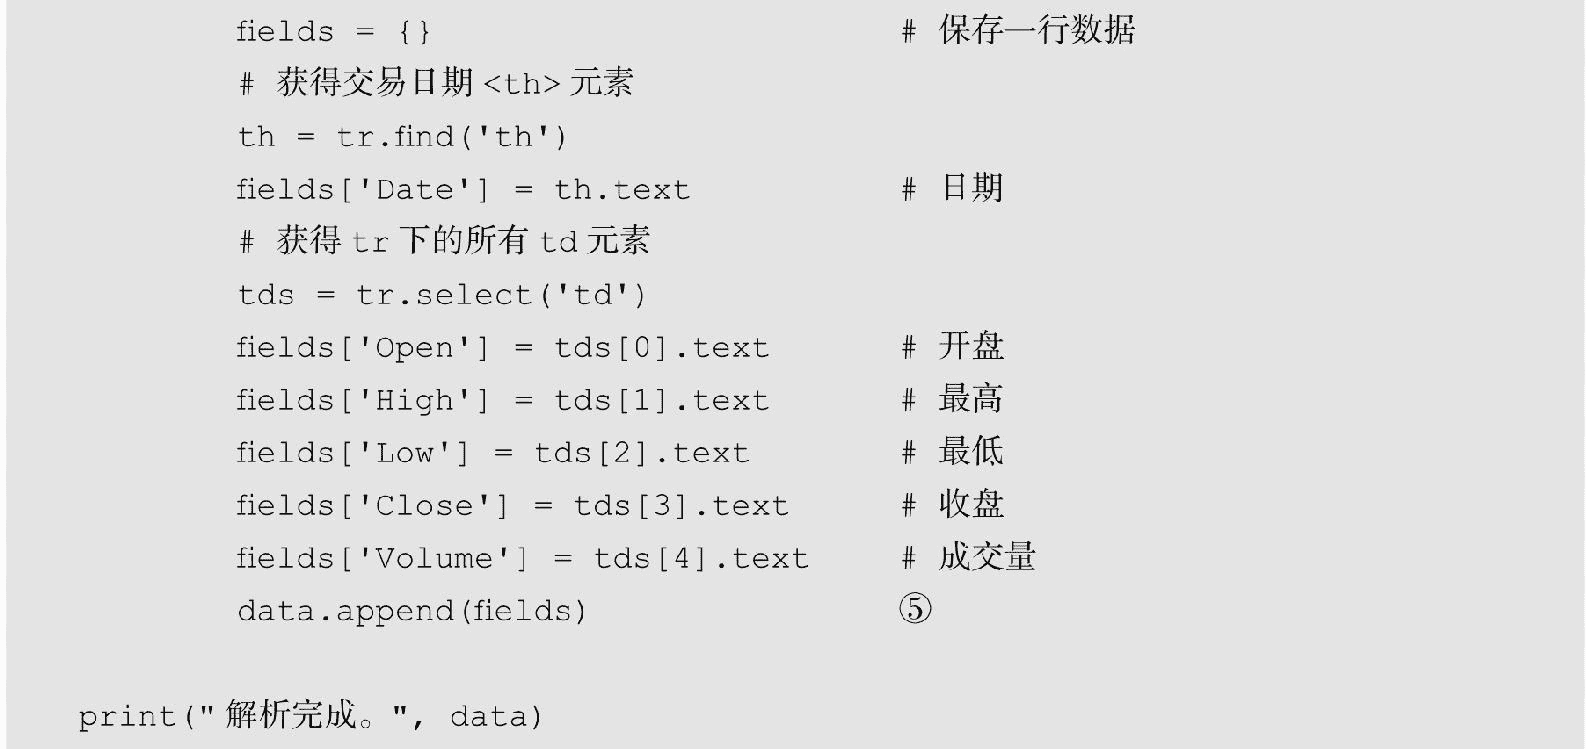 fields = {} # 保存一行数据
# 获得交易日期<th>元素
th = tr.find('th')
fields['Date'] = th.text # 日期
# 获得tr下的所有td元素
tds = tr.select('td')
fields['Open'] = tds[0].text # 开盘
fields['High'] = tds[1].text # 最高
fields['Low'] = tds[2].text # 最低
fields['Close'] = tds[3].text # 收盘
fields['Volume'] = tds[4].text # 成交量
data.append(fields) ⑤
print("解析完成。", data)